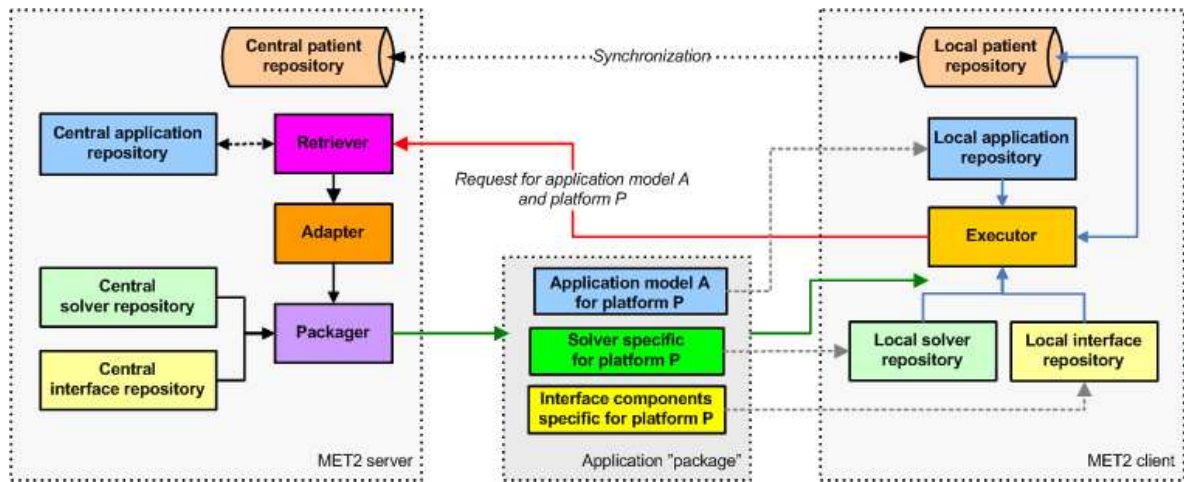 Central patient
repository
Synchronization
Local patient
repository
Central application
repository
Retriever
Local application
repository
Request for application model A
and platform P
Adapter
Executor
Central
solver repository
Packager
Application model A
for platform P
Solver specific
for platform P
Local solver
repository
Local interface
repository
Central
interface repository
Interface components
specific for platform P
MET2 server
Application "package"
MET2 client